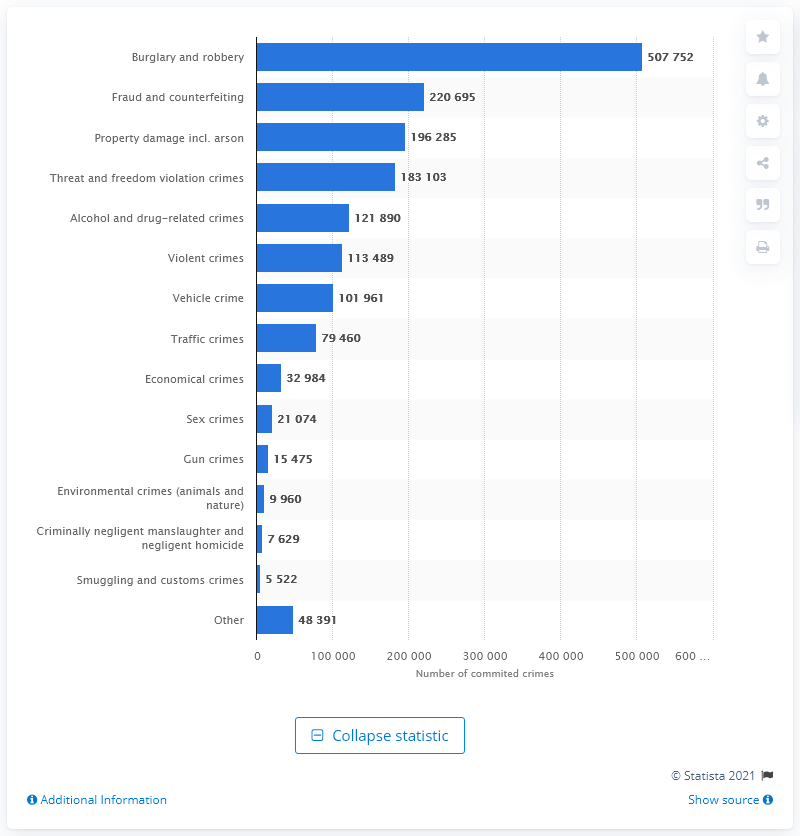 Burglary and robbery 507 752
Fraud and counterfeiting 220 695
Property damage incl. arson 196 285
Threat and freedom violation crimes 183 103
Alcohol and drug-related crimes 121 890
Violent crimes 113 489
Vehicle crime 101 961
Traffic crimes 79 460
Economical crimes 32 984
Sex crimes 21 074
Gun crimes 15 475
Environmental crimes (animals and
nature) 9 960
Criminally negligent manslaughter and
negligent homicide 7 629
Smuggling and customs crimes 5 522
Other 48 391
0 100 000 200 000 300 000 400 000 500 000 600 ...
Number of commited crimes
Collapse statistic
© Statista 2021
Additional Information Show source